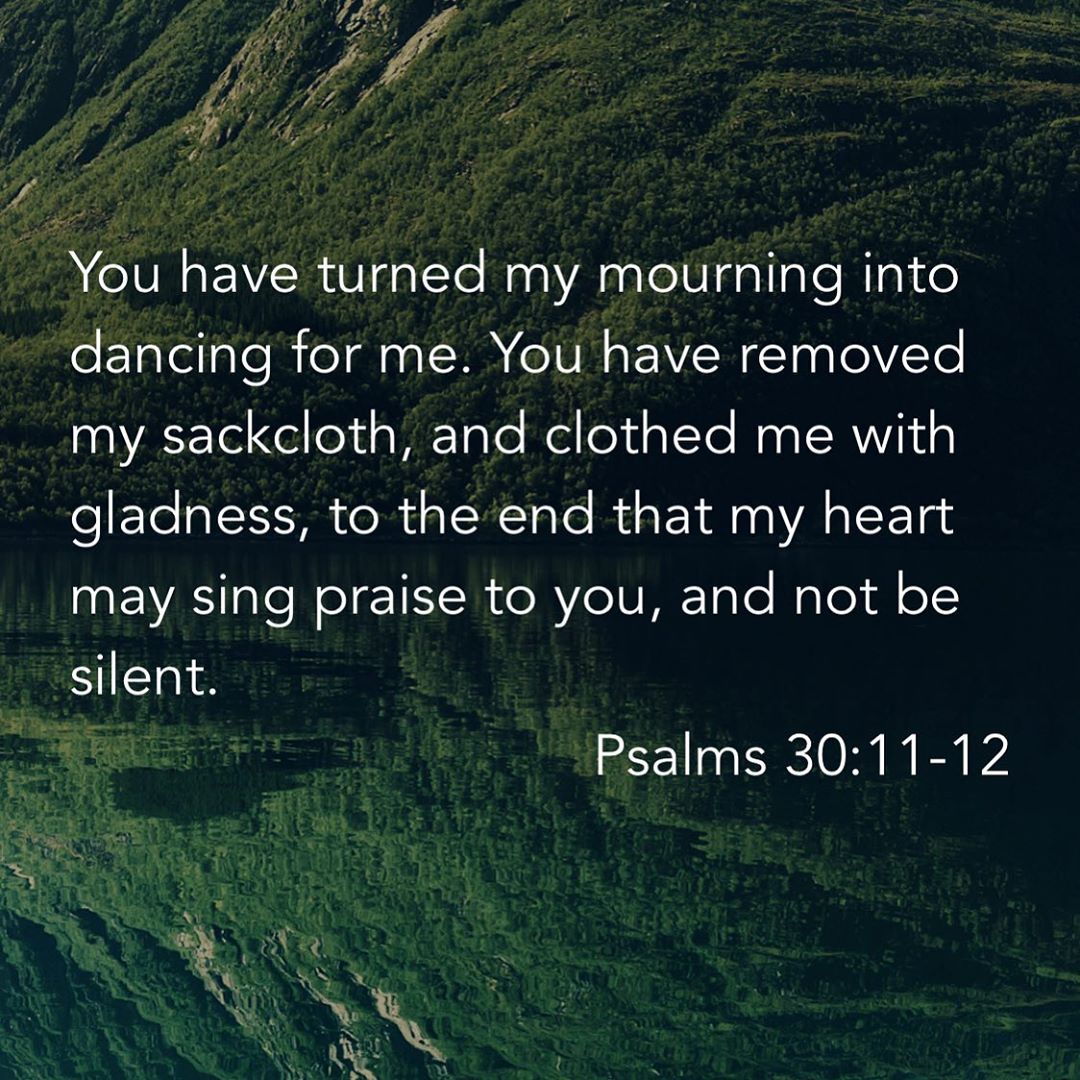 You have turned my mourning into
dancing for me. You have removed
my sackcloth, and clothed me with
gladness, to the end that my heart
may sing praise to you, and not be
silent.
Psalms 30:11-12